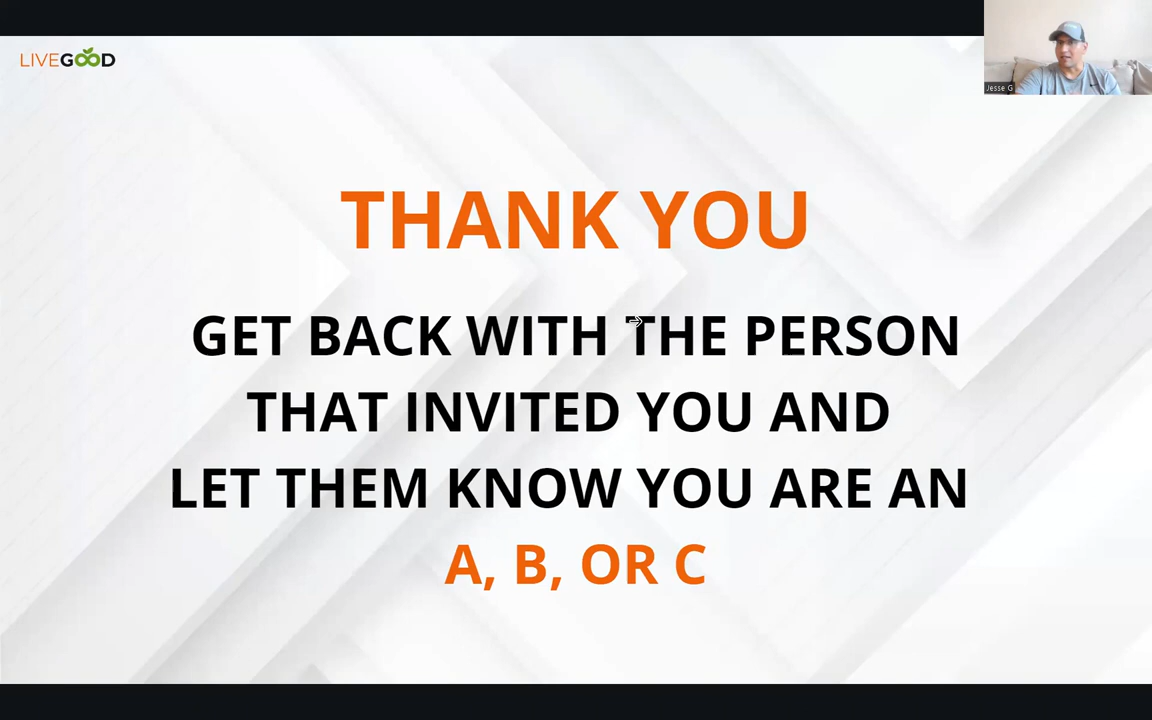 LIVEGOOD
Jesse G
THANK YOU
GET BACK WITH THE PERSON
THAT INVITED YOU AND
LET THEM KNOW YOU ARE AN
A, B, OR C